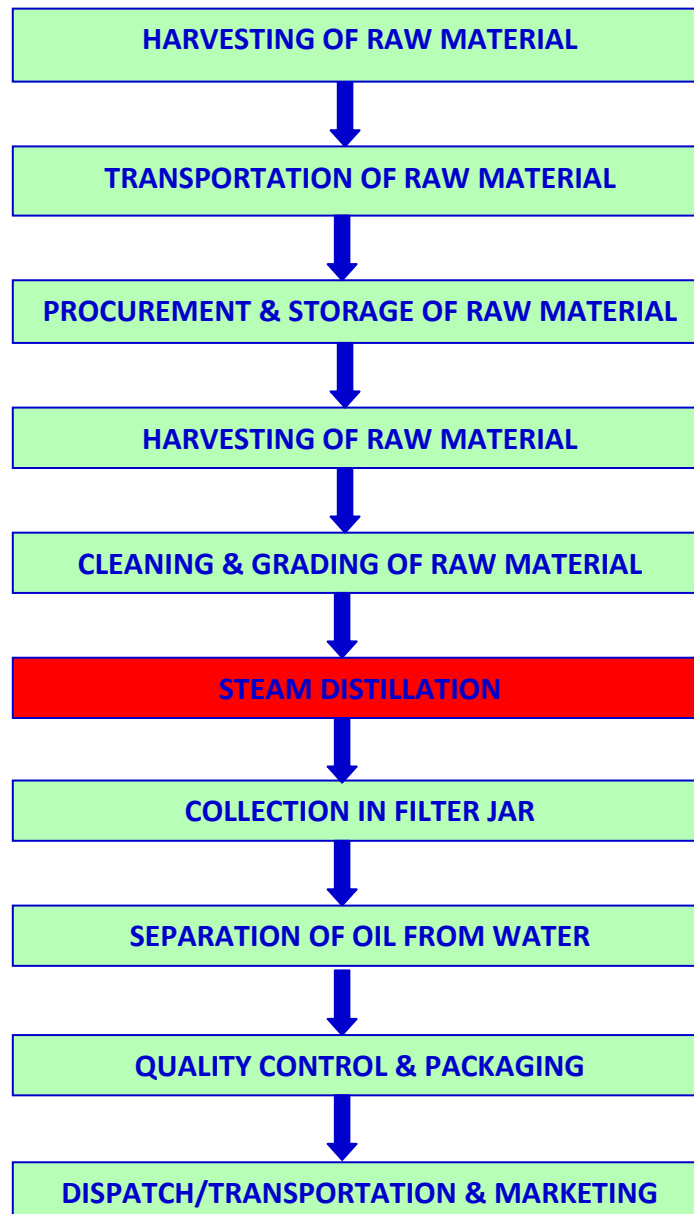 HARVESTING OF RAW MATERIAL
TRANSPORTATION OF RAW MATERIAL
PROCUREMENT & STORAGE OF RAW MATERIAL
HARVESTING OF RAW MATERIAL
CLEANING & GRADING OF RAW MATERIAL
STEAM DISTILLATION
COLLECTION IN FILTER JAR
SEPARATION OF OIL FROM WATER
QUALITY CONTROL & PACKAGING
DISPATCH/TRANSPORTATION & MARKETING